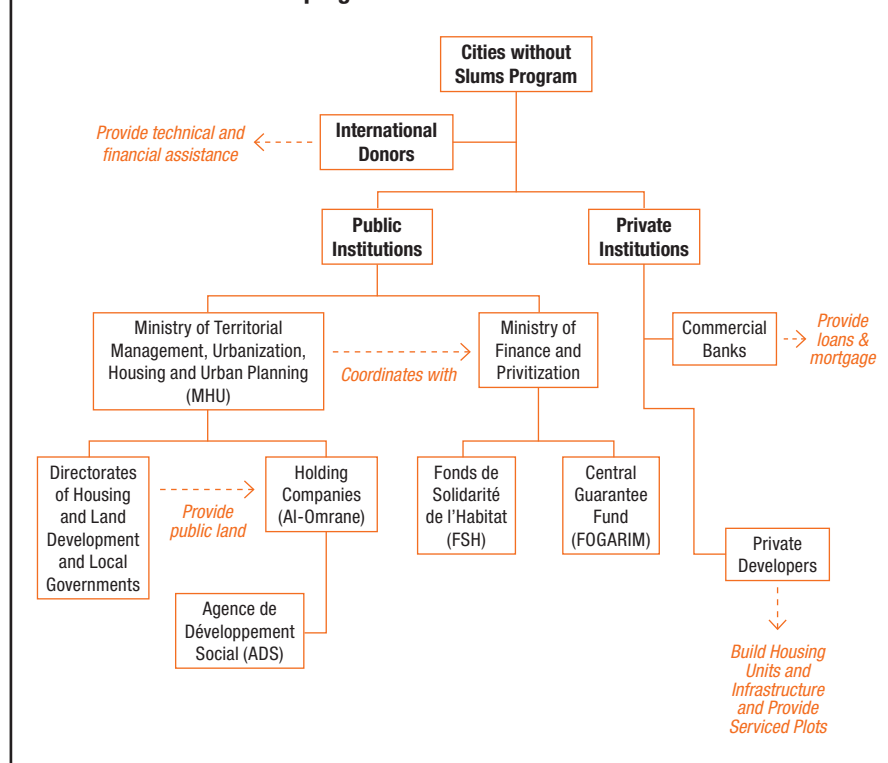 Cities without
Slums Program
Provide technical and
financial assistance
International
Donors
Public
Institutions
Private
Institutions
Ministry of Territorial
Management, Urbanization,
Housing and Urban Planning
(MHU)
Coordinates with
Ministry of
Finance and
Privitization
Commercial
Banks
Provide
loans &
mortgage
Directorates
of Housing
and Land
Development
and Local
Governments
Provide
public land
Holding
Companies
(Al-Omrane)
Fonds de
Solidarité
de l'Habitat
(FSH)
Central
Guarantee
Fund
(FOGARIM)
Private
Developers
Agence de
Développement
Social (ADS)
Build Housing
Units and
Infrastructure
and Provide
Serviced Plots